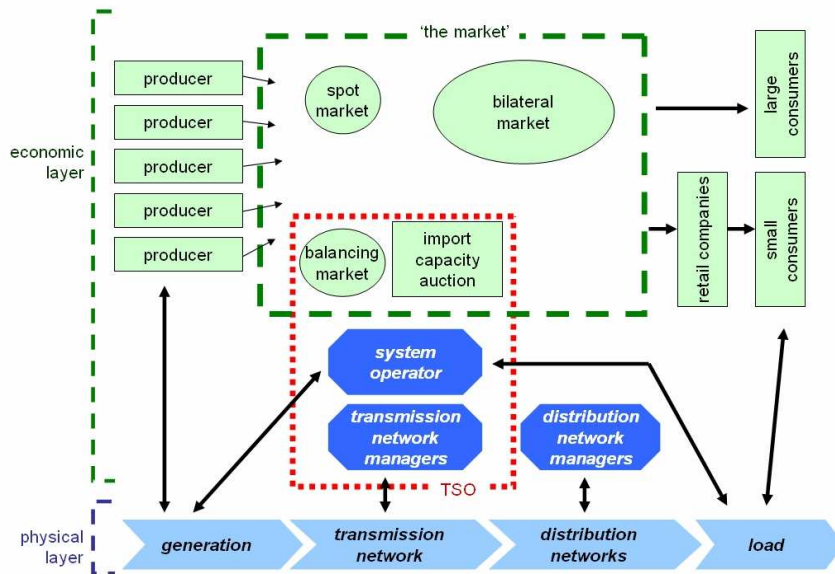 'the market'
producer
producer
producer
producer
producer
spot
market
bilateral
market
large
consumers
economic
layer
balancing
market
import
capacity
auction
retail companies
small
consumers
system
operator
transmission
network
managers
distribution
network
managers
TSO
physical
layer
generation
transmission
network
distribution
networks
load